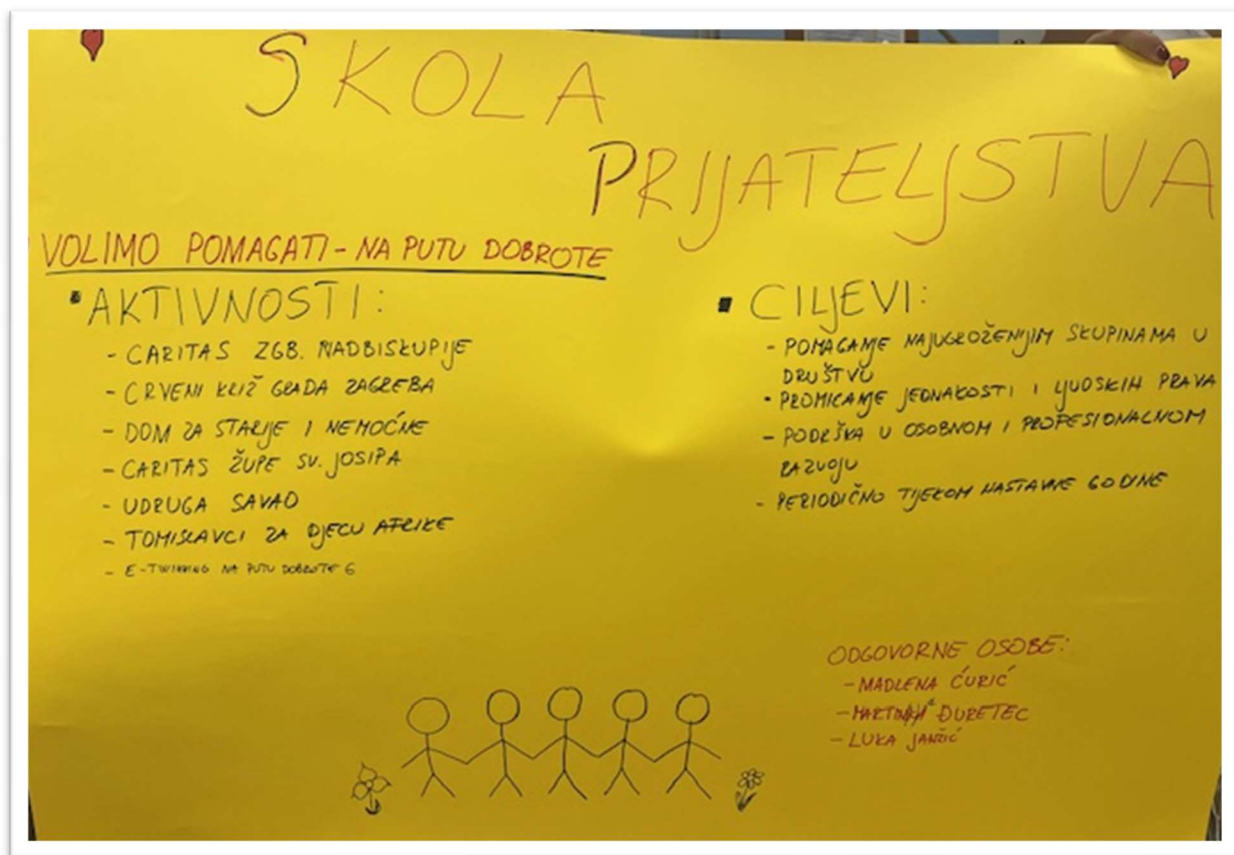 ŠKOLA
PRIJATELJSTVA
VOLIMO POMAGATI - NA PUTU DOBROTE
▪ AKTIVNOSTI:
- CARITAS ZGB. NADBISKUPIJE
- CRVENI KRIŽ GRADA ZAGREBA
- DOM ZA STARIJE I NEMOĆNE
- CARITAS ŽUPE SV. JOSIPA
- UDRUGA SAVAO
- TOMISLAVCI ZA DJECU AFRIKE
- E-TWINNING NA PUTU DOBROTE 6
▪ CILJEVI:
- POMAGANJE NAJUGROŽENIJIM SKUPINAMA U
DRUŠTVU
- PROMICANJE JEDNAKOSTI I LJUDSKIH PRAVA
- PODRŠKA U OSOBNOM I PROFESIONALNOM
RAZVOJU
- PERIODIČNO TIJEKOM NASTAVNE GODINE
ODGOVORNE OSOBE:
- MADLENA ĆURIĆ
- ĐURETEC
- LUKA